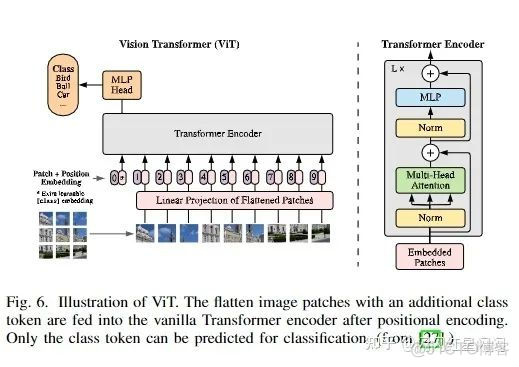 Vision Transformer (ViT)
Class
Bird
Ball
Car
...
MLP
Head
Transformer Encoder
Patch + Position
Embedding
* Extra learnable
[class] embedding
0 * 1 2 3 4 5 6 7 8 9
Linear Projection of Flattened Patches
Transformer Encoder
L ×
+
MLP
Norm
+
Multi-Head
Attention
Norm
Embedded
Patches
Fig. 6. Illustration of ViT. The flatten image patches with an additional class
token are fed into the vanilla Transformer encoder after positional encoding.
Only the class token can be predicted for classification. (from [27].)
知乎